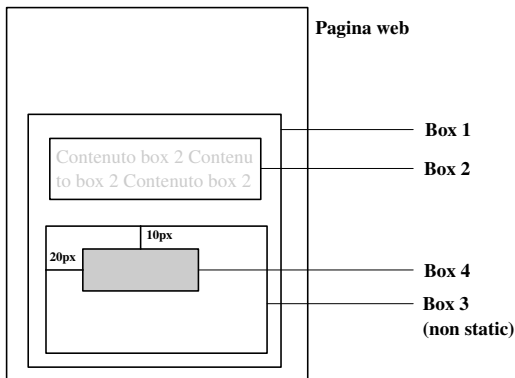 Pagina web
Box 1
Contenuto box 2 Contenu
to box 2 Contenuto box 2
Box 2
10px
20px
Box 4
Box 3
(non static)